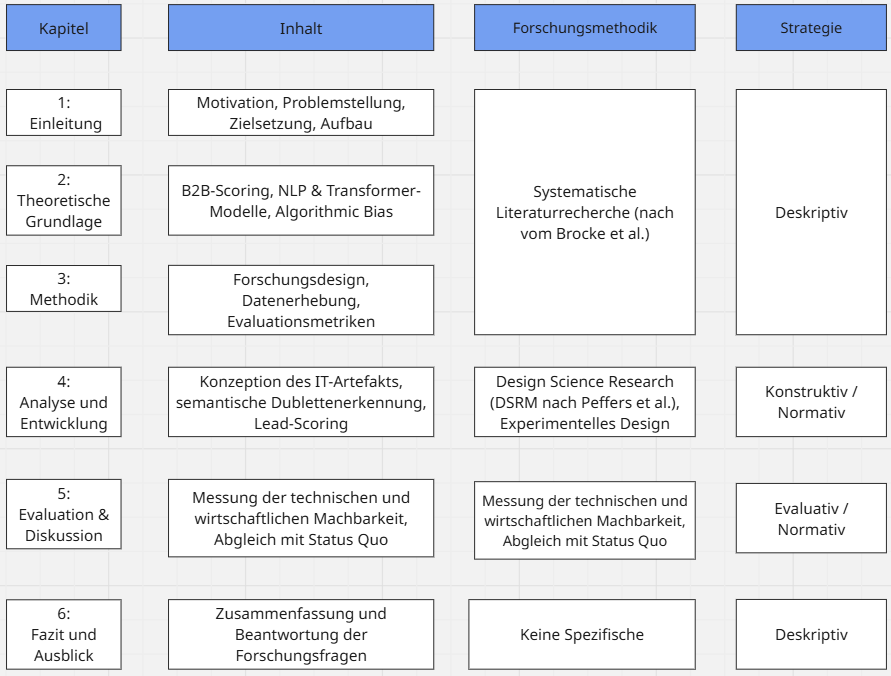 Kapitel
Inhalt
Forschungsmethodik
Strategie
1:
Einleitung
Motivation, Problemstellung,
Zielsetzung, Aufbau
Systematische
Literaturrecherche (nach
vom Brocke et al.)
Deskriptiv
2:
Theoretische
Grundlage
B2B-Scoring, NLP & Transformer-
Modelle, Algorithmic Bias
3:
Methodik
Forschungsdesign,
Datenerhebung,
Evaluationsmetriken
4:
Analyse und
Entwicklung
Konzeption des IT-Artefakts,
semantische Dublettenerkennung,
Lead-Scoring
Design Science Research
(DSRM nach Peffers et al.),
Experimentelles Design
Konstruktiv /
Normativ
5:
Evaluation &
Diskussion
Messung der technischen und
wirtschaftlichen Machbarkeit,
Abgleich mit Status Quo
Messung der technischen und
wirtschaftlichen Machbarkeit,
Abgleich mit Status Quo
Evaluativ /
Normativ
6:
Fazit und
Ausblick
Zusammenfassung und
Beantwortung der
Forschungsfragen
Keine Spezifische
Deskriptiv